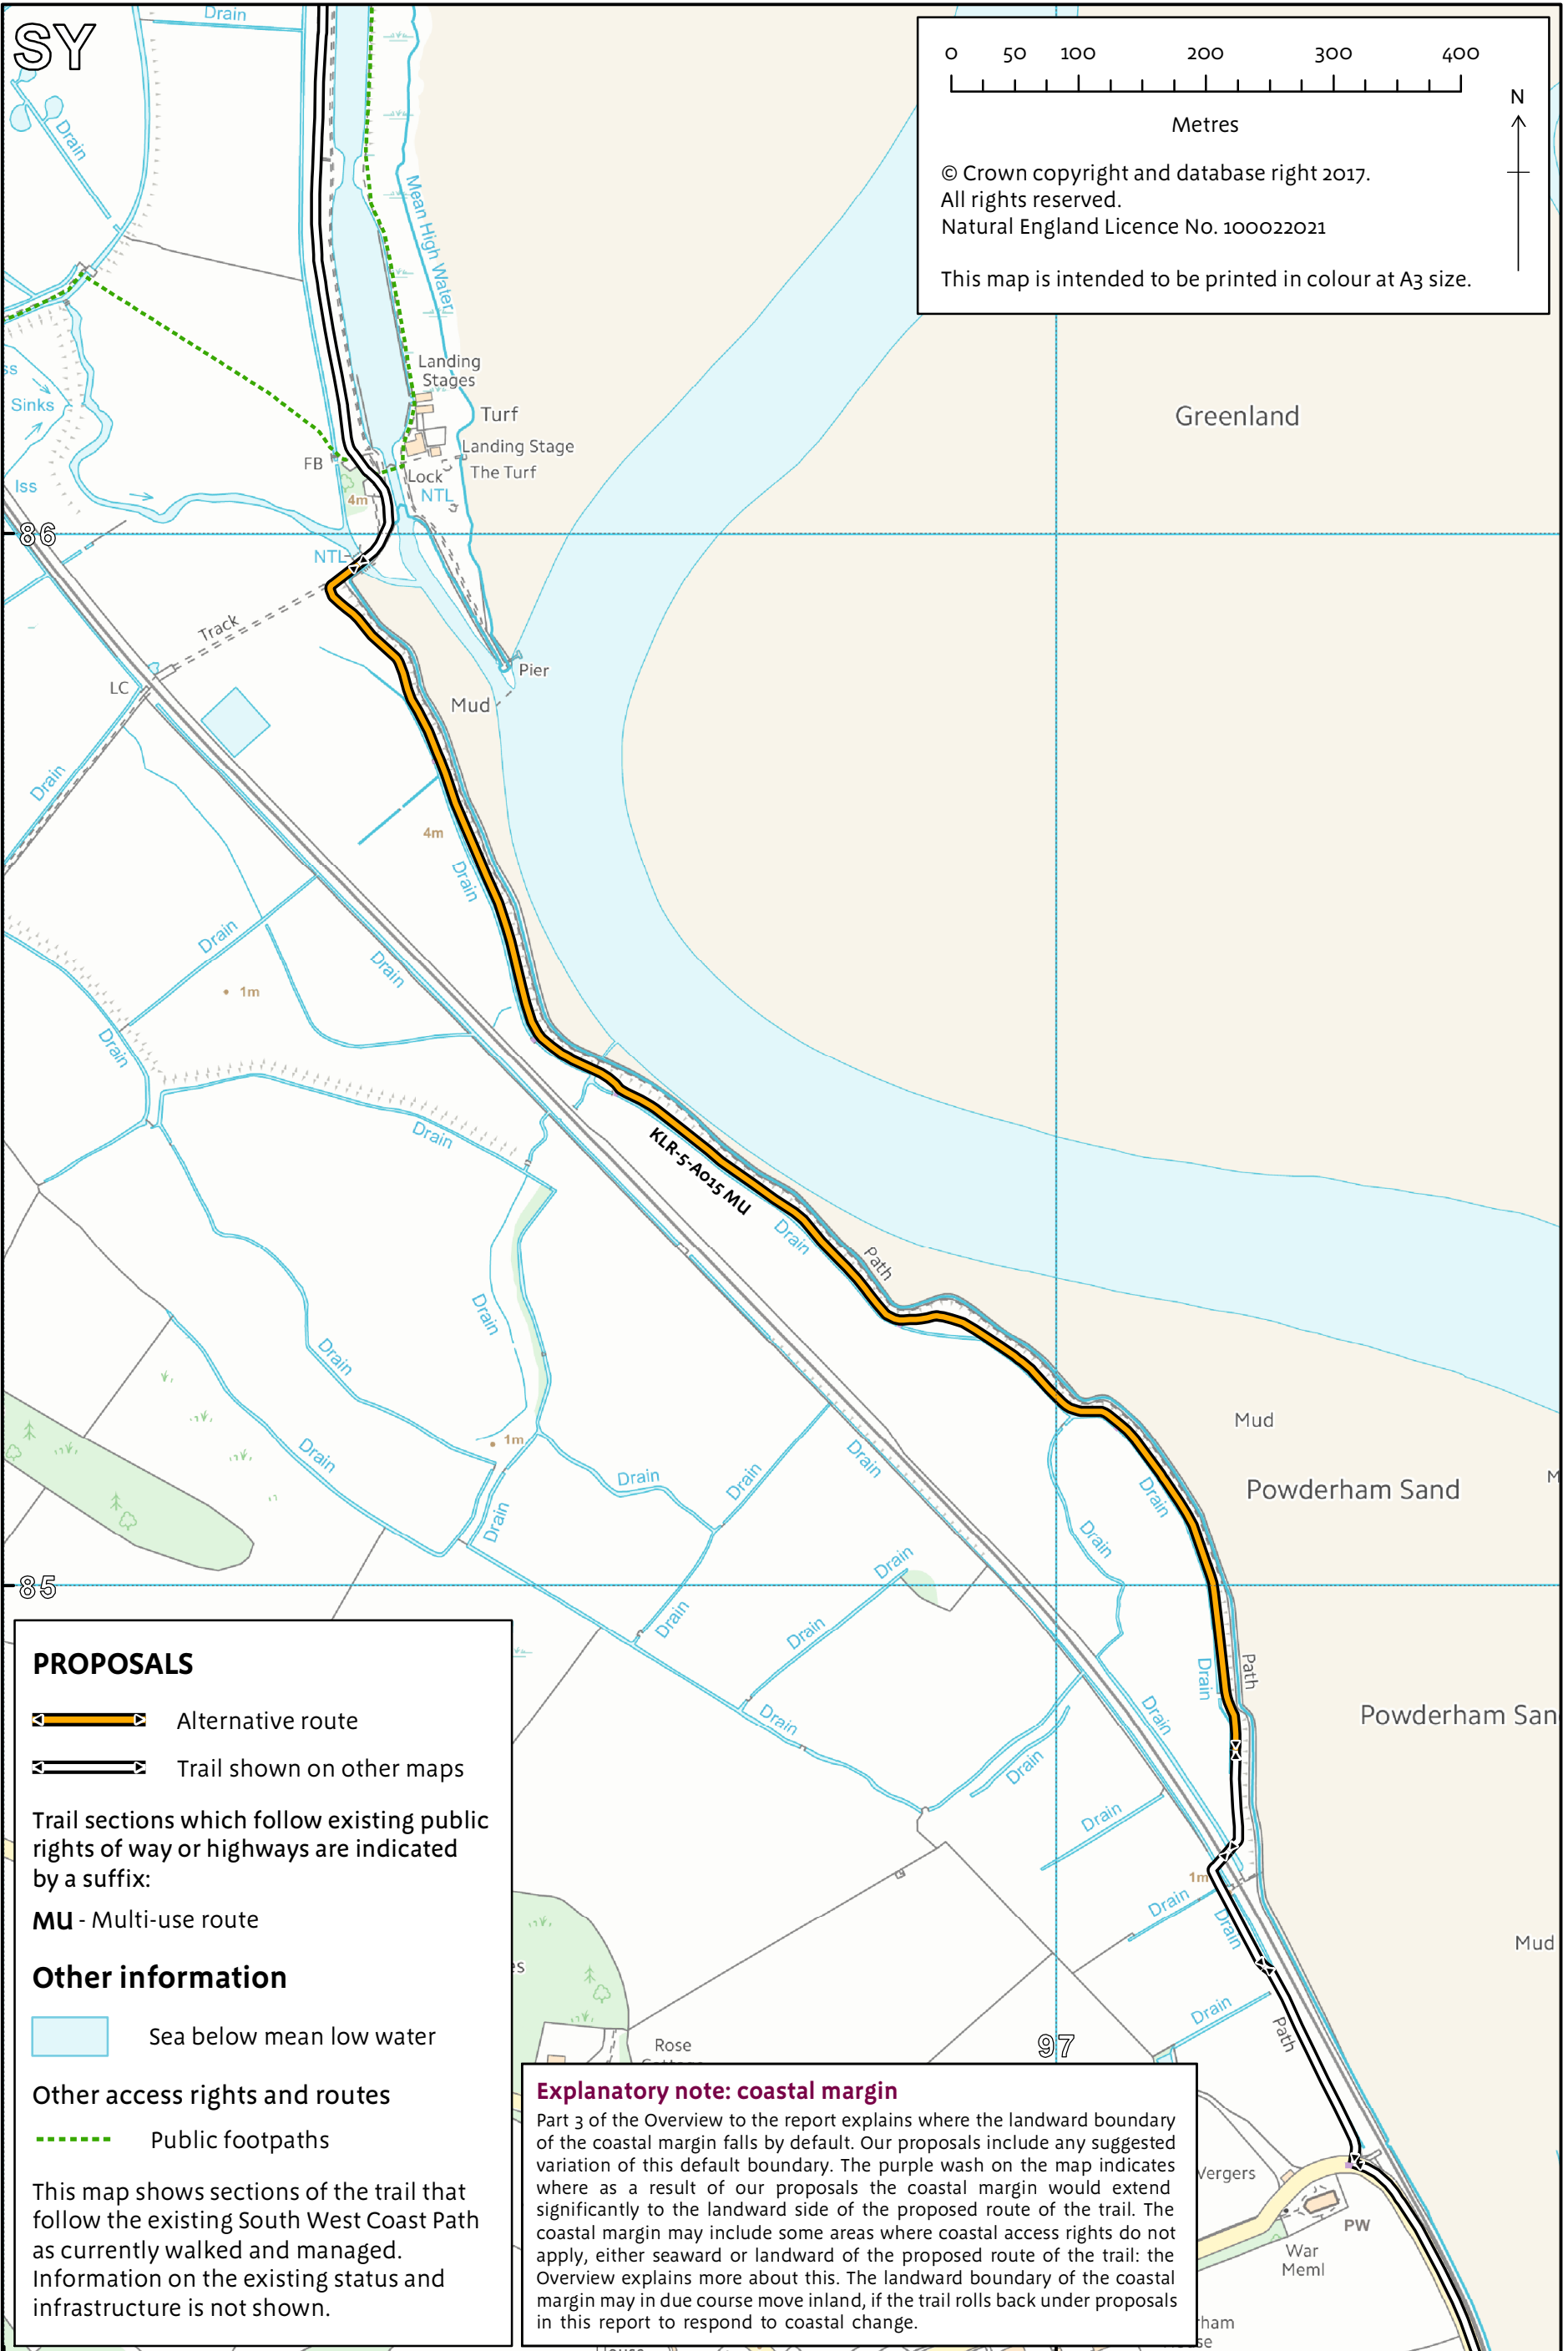 SY
Drain
0 50 100 200 300 400
Metres
N
© Crown copyright and database right 2017.
All rights reserved.
Natural England Licence No. 100022021
This map is intended to be printed in colour at A3 size.
Drain
Mean High Water
Landing
Stages
Turf
Landing Stage
The Turf
Lock
NTL
FB
4m
Sinks
Iss
Greenland
86
NTL
Track
LC
Pier
Mud
Drain
4m
Drain
Drain
Drain
1m
Drain
Drain
KLR-5-A015 MU
Drain
Path
Drain
Drain
Drain
1m
Drain
Drain
Drain
Drain
Mud
Powderham Sand
M
Drain
Drain
Drain
85
Drain
Drain
Drain
Drain
Path
Powderham San
Drain
Drain
Drain
1m
Drain
Drain
Mud
Drain
Path
Rose
97
es
Vergers
PW
War
Meml
rham
PROPOSALS
Alternative route
Trail shown on other maps
Trail sections which follow existing public
rights of way or highways are indicated
by a suffix:
MU - Multi-use route
Other information
Sea below mean low water
Other access rights and routes
Public footpaths
This map shows sections of the trail that
follow the existing South West Coast Path
as currently walked and managed.
Information on the existing status and
infrastructure is not shown.
Explanatory note: coastal margin
Part 3 of the Overview to the report explains where the landward boundary
of the coastal margin falls by default. Our proposals include any suggested
variation of this default boundary. The purple wash on the map indicates
where as a result of our proposals the coastal margin would extend
significantly to the landward side of the proposed route of the trail. The
coastal margin may include some areas where coastal access rights do not
apply, either seaward or landward of the proposed route of the trail: the
Overview explains more about this. The landward boundary of the coastal
margin may in due course move inland, if the trail rolls back under proposals
in this report to respond to coastal change.